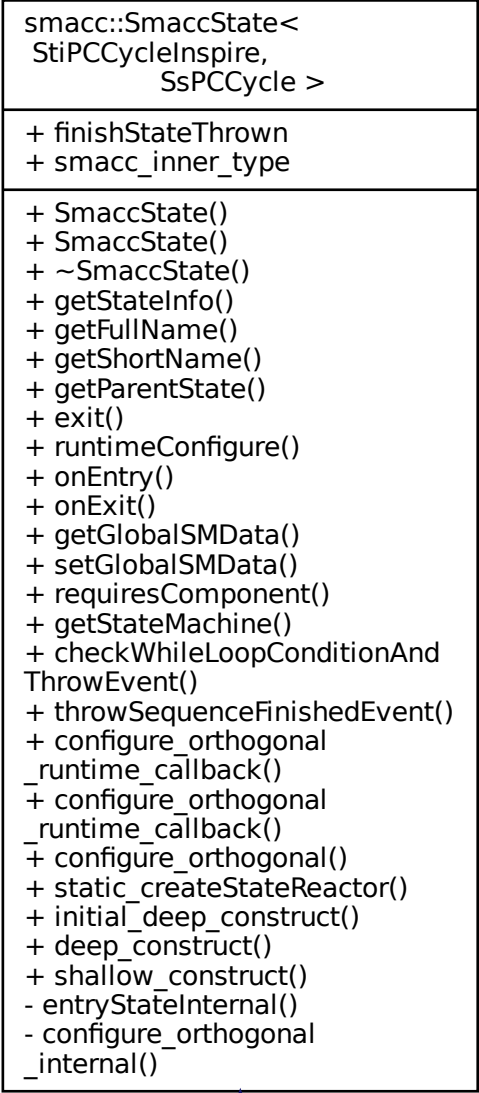 smacc::SmaccState<
StiPCCycleInspire,
SsPCCycle >
+ finishStateThrown
+ smacc_inner_type
+ SmaccState()
+ SmaccState()
+ ~SmaccState()
+ getStateInfo()
+ getFullName()
+ getShortName()
+ getParentState()
+ exit()
+ runtimeConfigure()
+ onEntry()
+ onExit()
+ getGlobalSMData()
+ setGlobalSMData()
+ requiresComponent()
+ getStateMachine()
+ checkWhileLoopConditionAnd
ThrowEvent()
+ throwSequenceFinishedEvent()
+ configure_orthogonal
_runtime_callback()
+ configure_orthogonal
_runtime_callback()
+ configure_orthogonal()
+ static_createStateReactor()
+ initial_deep_construct()
+ deep_construct()
+ shallow_construct()
- entryStateInternal()
- configure_orthogonal
_internal()